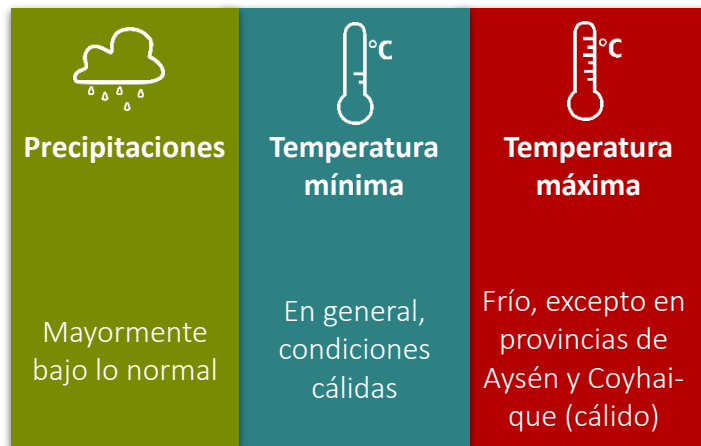 Precipitaciones
Mayormente
bajo lo normal
°C
Temperatura
mínima
En general,
condiciones
cálidas
°C
Temperatura
máxima
Frío, excepto en
provincias de
Aysén y Coyhai-
que (cálido)